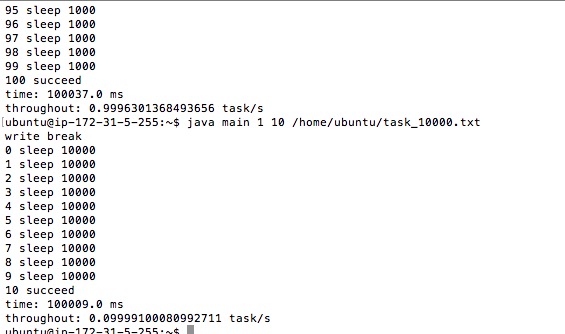 95 sleep 1000
96 sleep 1000
97 sleep 1000
98 sleep 1000
99 sleep 1000
100 succeed
time: 100037.0 ms
throughout: 0.9996301368493656 task/s
[ubuntu@ip-172-31-5-255:~$ java main 1 10 /home/ubuntu/task_10000.txt
write break
0 sleep 10000
1 sleep 10000
2 sleep 10000
3 sleep 10000
4 sleep 10000
5 sleep 10000
6 sleep 10000
7 sleep 10000
8 sleep 10000
9 sleep 10000
10 succeed
time: 100009.0 ms
throughout: 0.09999100080992711 task/s
ubuntu@ip-172-31-5-255:~$